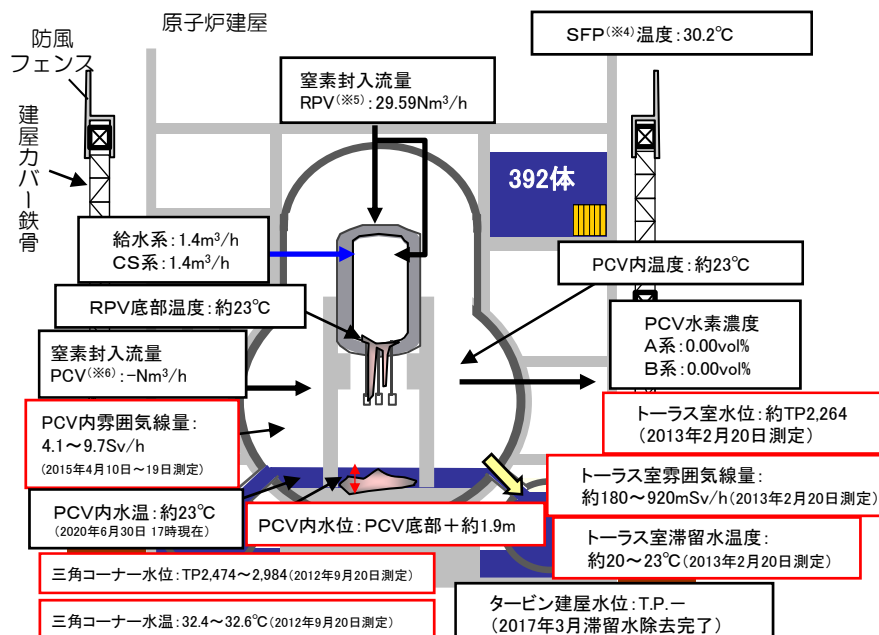 原子炉建屋
SFP(※4)温度:30.2℃
防風
フェンス
建屋カバー鉄骨
窒素封入流量
RPV(※5):29.59Nm³/h
392体
給水系:1.4m³/h
CS系:1.4m³/h
PCV内温度:約23℃
RPV底部温度:約23℃
PCV水素濃度
A系:0.00vol%
B系:0.00vol%
窒素封入流量
PCV(※6):-Nm³/h
トーラス室水位:約TP2,264
(2013年2月20日測定)
PCV内雰囲気線量:
4.1~9.7Sv/h
(2015年4月10日~19日測定)
トーラス室雰囲気線量:
約180~920mSv/h(2013年2月20日測定)
PCV内水温:約23℃
(2020年6月30日 17時現在)
PCV内水位:PCV底部+約1.9m
トーラス室滞留水温度:
約20~23℃(2013年2月20日測定)
三角コーナー水位:TP2,474~2,984(2012年9月20日測定)
三角コーナー水温:32.4~32.6℃(2012年9月20日測定)
タービン建屋水位:T.P.-
(2017年3月滞留水除去完了)